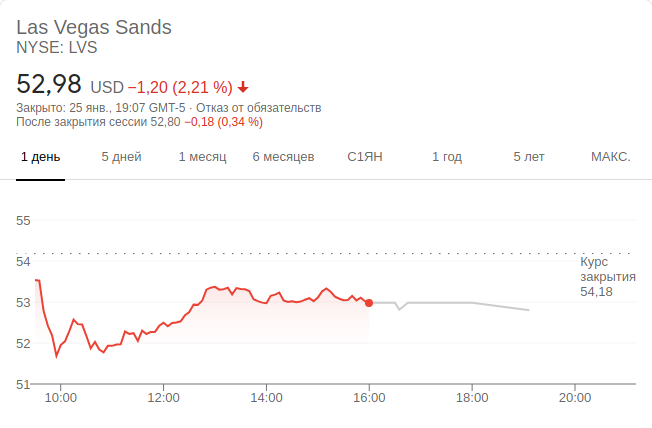 Las Vegas Sands
NYSE: LVS
52,98 USD −1,20 (2,21 %)
Закрыто: 25 янв., 19:07 GMT-5 · Отказ от обязательств
После закрытия сессии 52,80 −0,18 (0,34 %)
1 день 5 дней 1 месяц 6 месяцев С1ЯН 1 год 5 лет МАКС.
55
54
53
52
51
Курс
закрытия
54,18
10:00 12:00 14:00 16:00 18:00 20:00